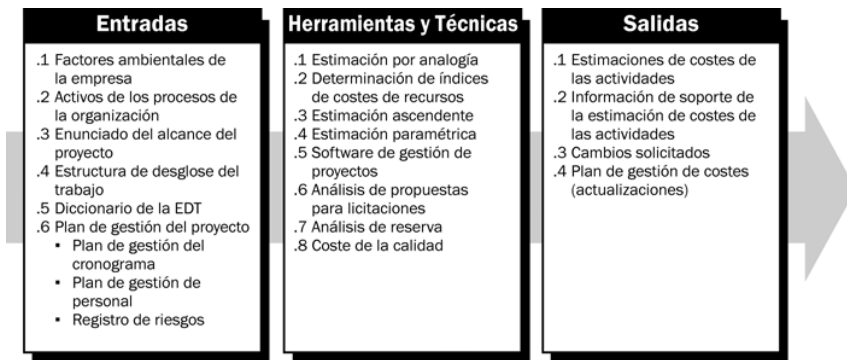 Entradas
.1 Factores ambientales de
la empresa
.2 Activos de los procesos de
la organización
.3 Enunciado del alcance del
proyecto
.4 Estructura de desglose del
trabajo
.5 Diccionario de la EDT
.6 Plan de gestión del proyecto
▪ Plan de gestión del
cronograma
▪ Plan de gestión de
personal
▪ Registro de riesgos
Herramientas y Técnicas
.1 Estimación por analogía
.2 Determinación de índices
de costes de recursos
.3 Estimación ascendente
.4 Estimación paramétrica
.5 Software de gestión de
proyectos
.6 Análisis de propuestas
para licitaciones
.7 Análisis de reserva
.8 Coste de la calidad
Salidas
.1 Estimaciones de costes de
las actividades
.2 Información de soporte de
la estimación de costes de
las actividades
.3 Cambios solicitados
.4 Plan de gestión de costes
(actualizaciones)